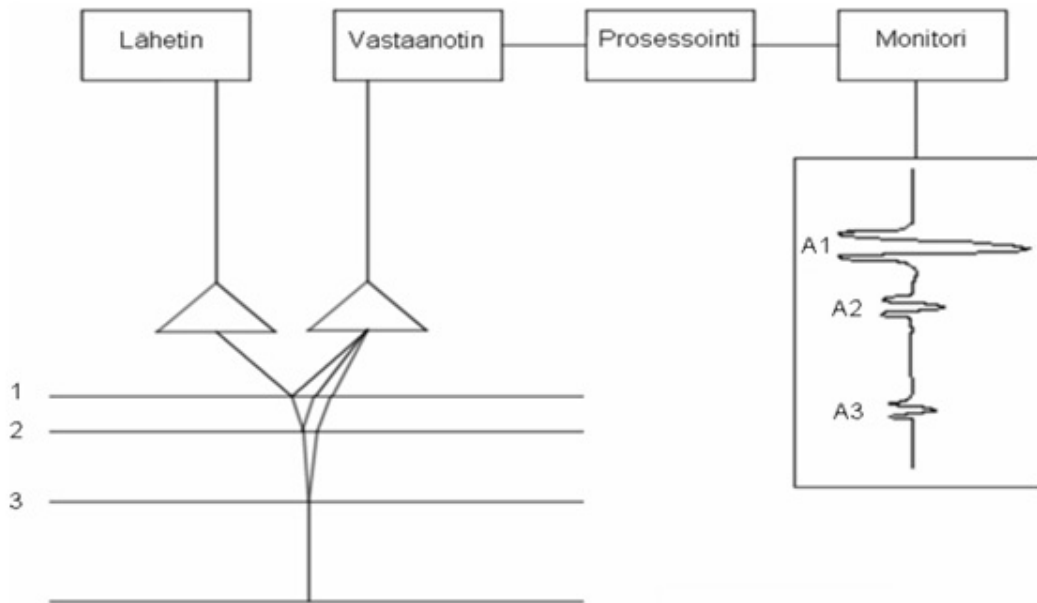 Lähetin
Vastaanotin
Prosessointi
Monitori
A1
A2
A3
1
2
3